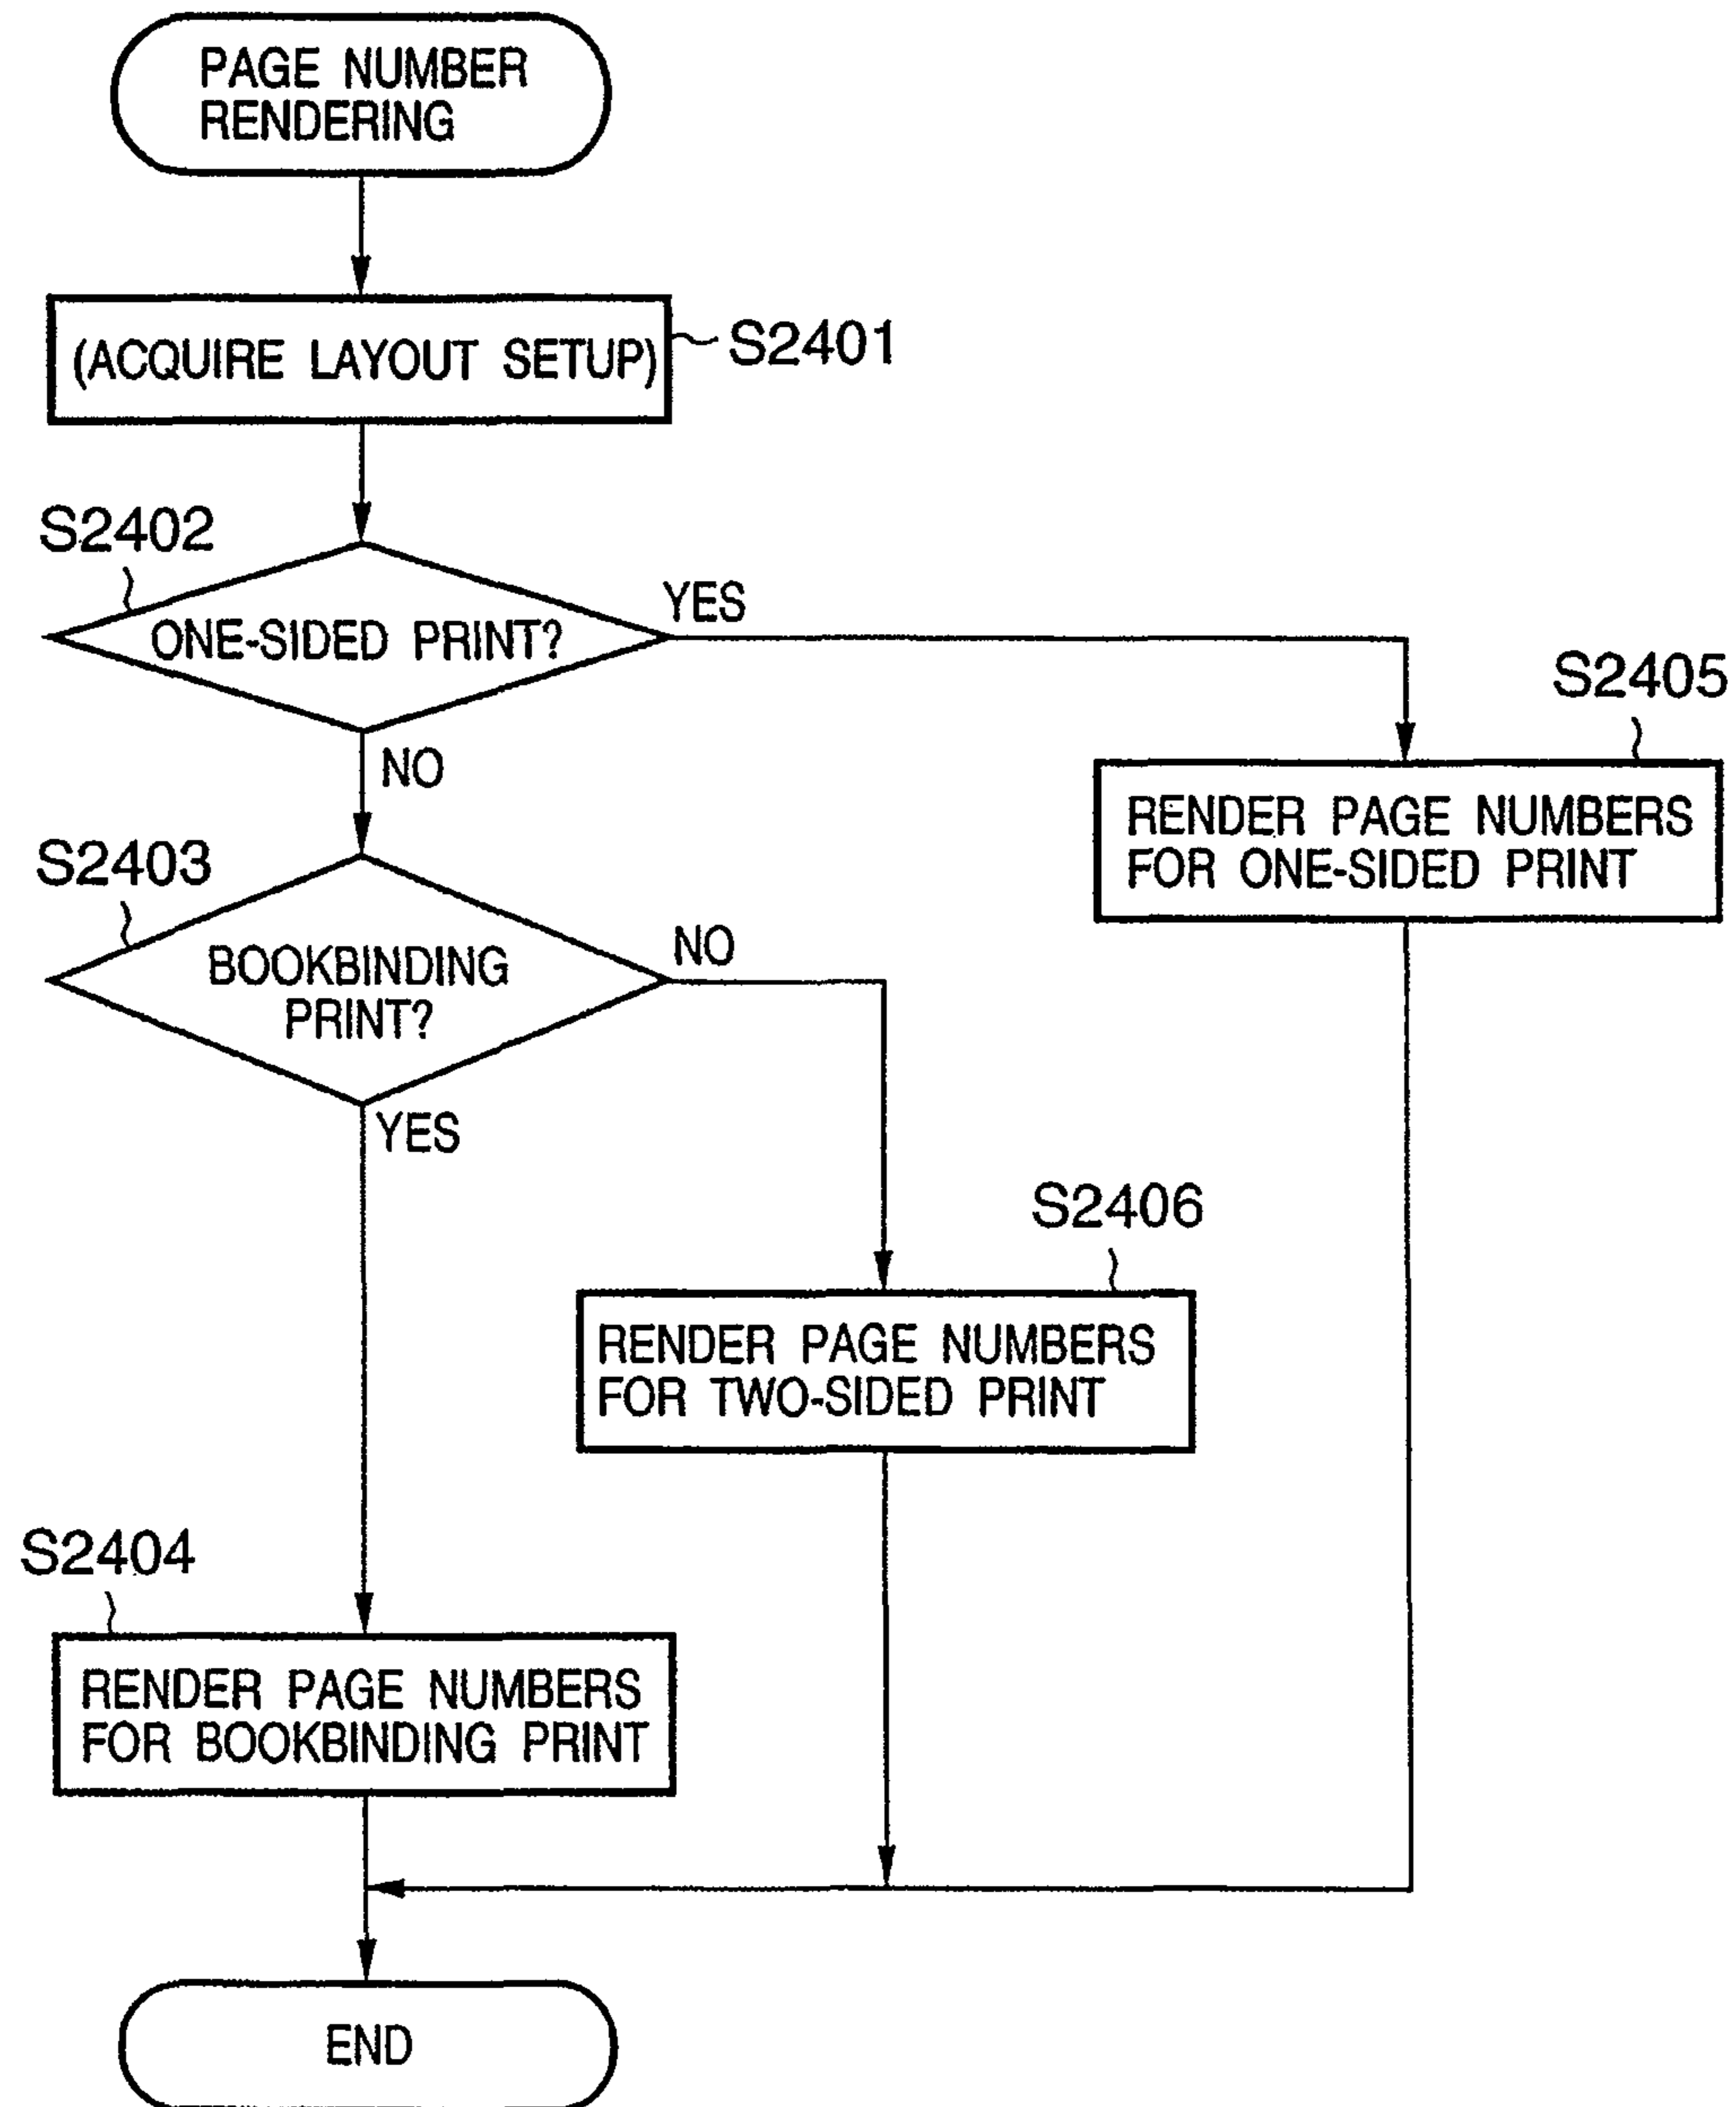 PAGE NUMBER
RENDERING
(ACQUIRE LAYOUT SETUP)
S2401
S2402
ONE-SIDED PRINT?
YES
NO
S2405
RENDER PAGE NUMBERS
FOR ONE-SIDED PRINT
S2403
BOOKBINDING
PRINT?
NO
YES
S2406
RENDER PAGE NUMBERS
FOR TWO-SIDED PRINT
S2404
RENDER PAGE NUMBERS
FOR BOOKBINDING PRINT
END